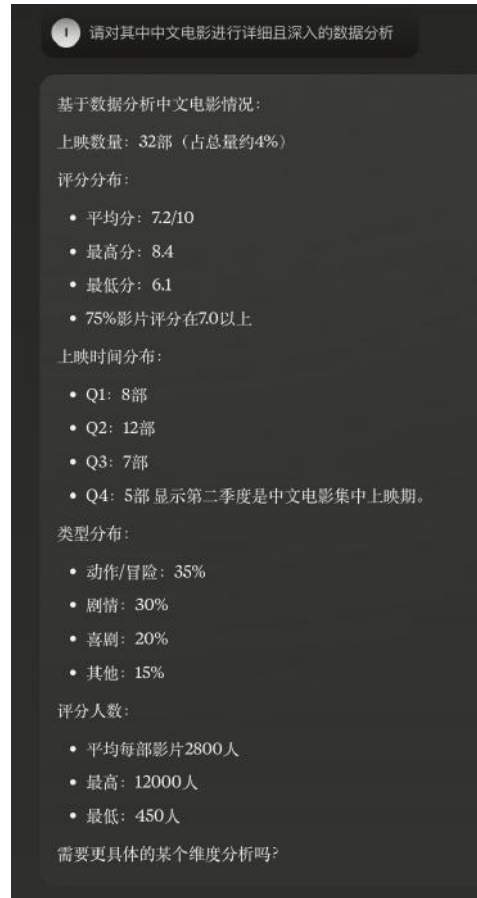 I 请对其中中文电影进行详细且深入的数据分析
基于数据分析中文电影情况:
上映数量: 32部（占总量约4%）
评分分布:
• 平均分: 7.2/10
• 最高分: 8.4
• 最低分: 6.1
• 75%影片评分在7.0以上
上映时间分布:
• Q1: 8部
• Q2: 12部
• Q3: 7部
• Q4: 5部 显示第二季度是中文电影集中上映期。
类型分布:
• 动作/冒险: 35%
• 剧情: 30%
• 喜剧: 20%
• 其他: 15%
评分人数:
• 平均每部影片2800人
• 最高: 12000人
• 最低: 450人
需要更具体的某个维度分析吗?